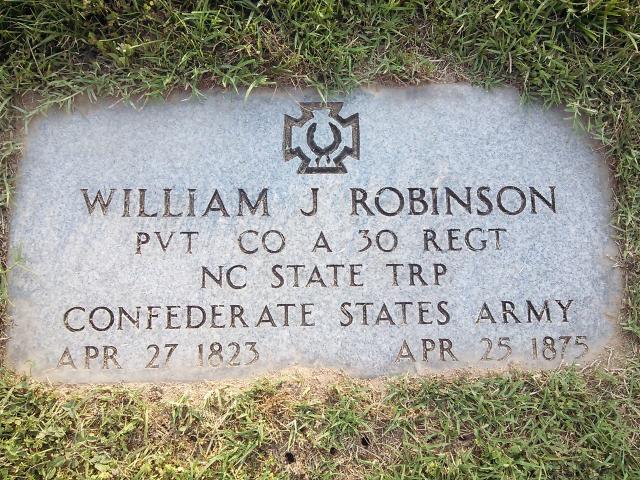 WILLIAM J ROBINSON
PVT CO A 30 REGT
NC STATE TRP
CONFEDERATE STATES ARMY
APR 27 1823 APR 25 1875